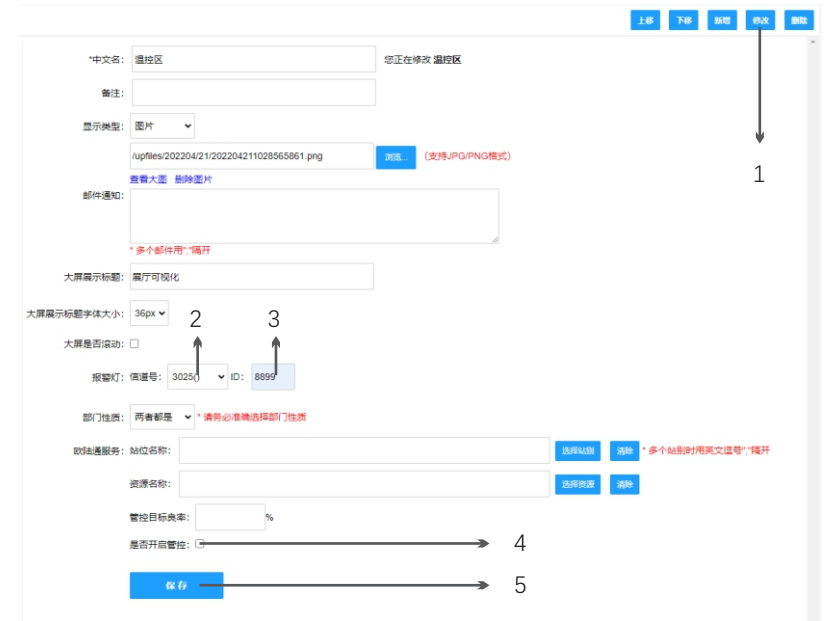 上移 下移 新增 修改 删除
*中文名: 温控区 您正在修改 温控区
备注:
显示类型: 图片
/upfiles/202204/21/202204211028565861.png 浏览... (支持JPG/PNG格式)
1
查看大图 删除图片
邮件通知:
* 多个邮件用";"隔开
大屏展示标题: 展厅可视化
大屏展示标题字体大小: 36px
2 3
大屏是否滚动:
报警灯: 信道号: 3025() ID: 8899
部门性质: 两者都是 * 请务必准确选择部门性质
欧陆通服务: 站位名称: 选择站别 清除 * 多个站别时用英文逗号","隔开
资源名称: 选择资源 清除
管控目标良率: %
是否开启管控: 4
保存 5